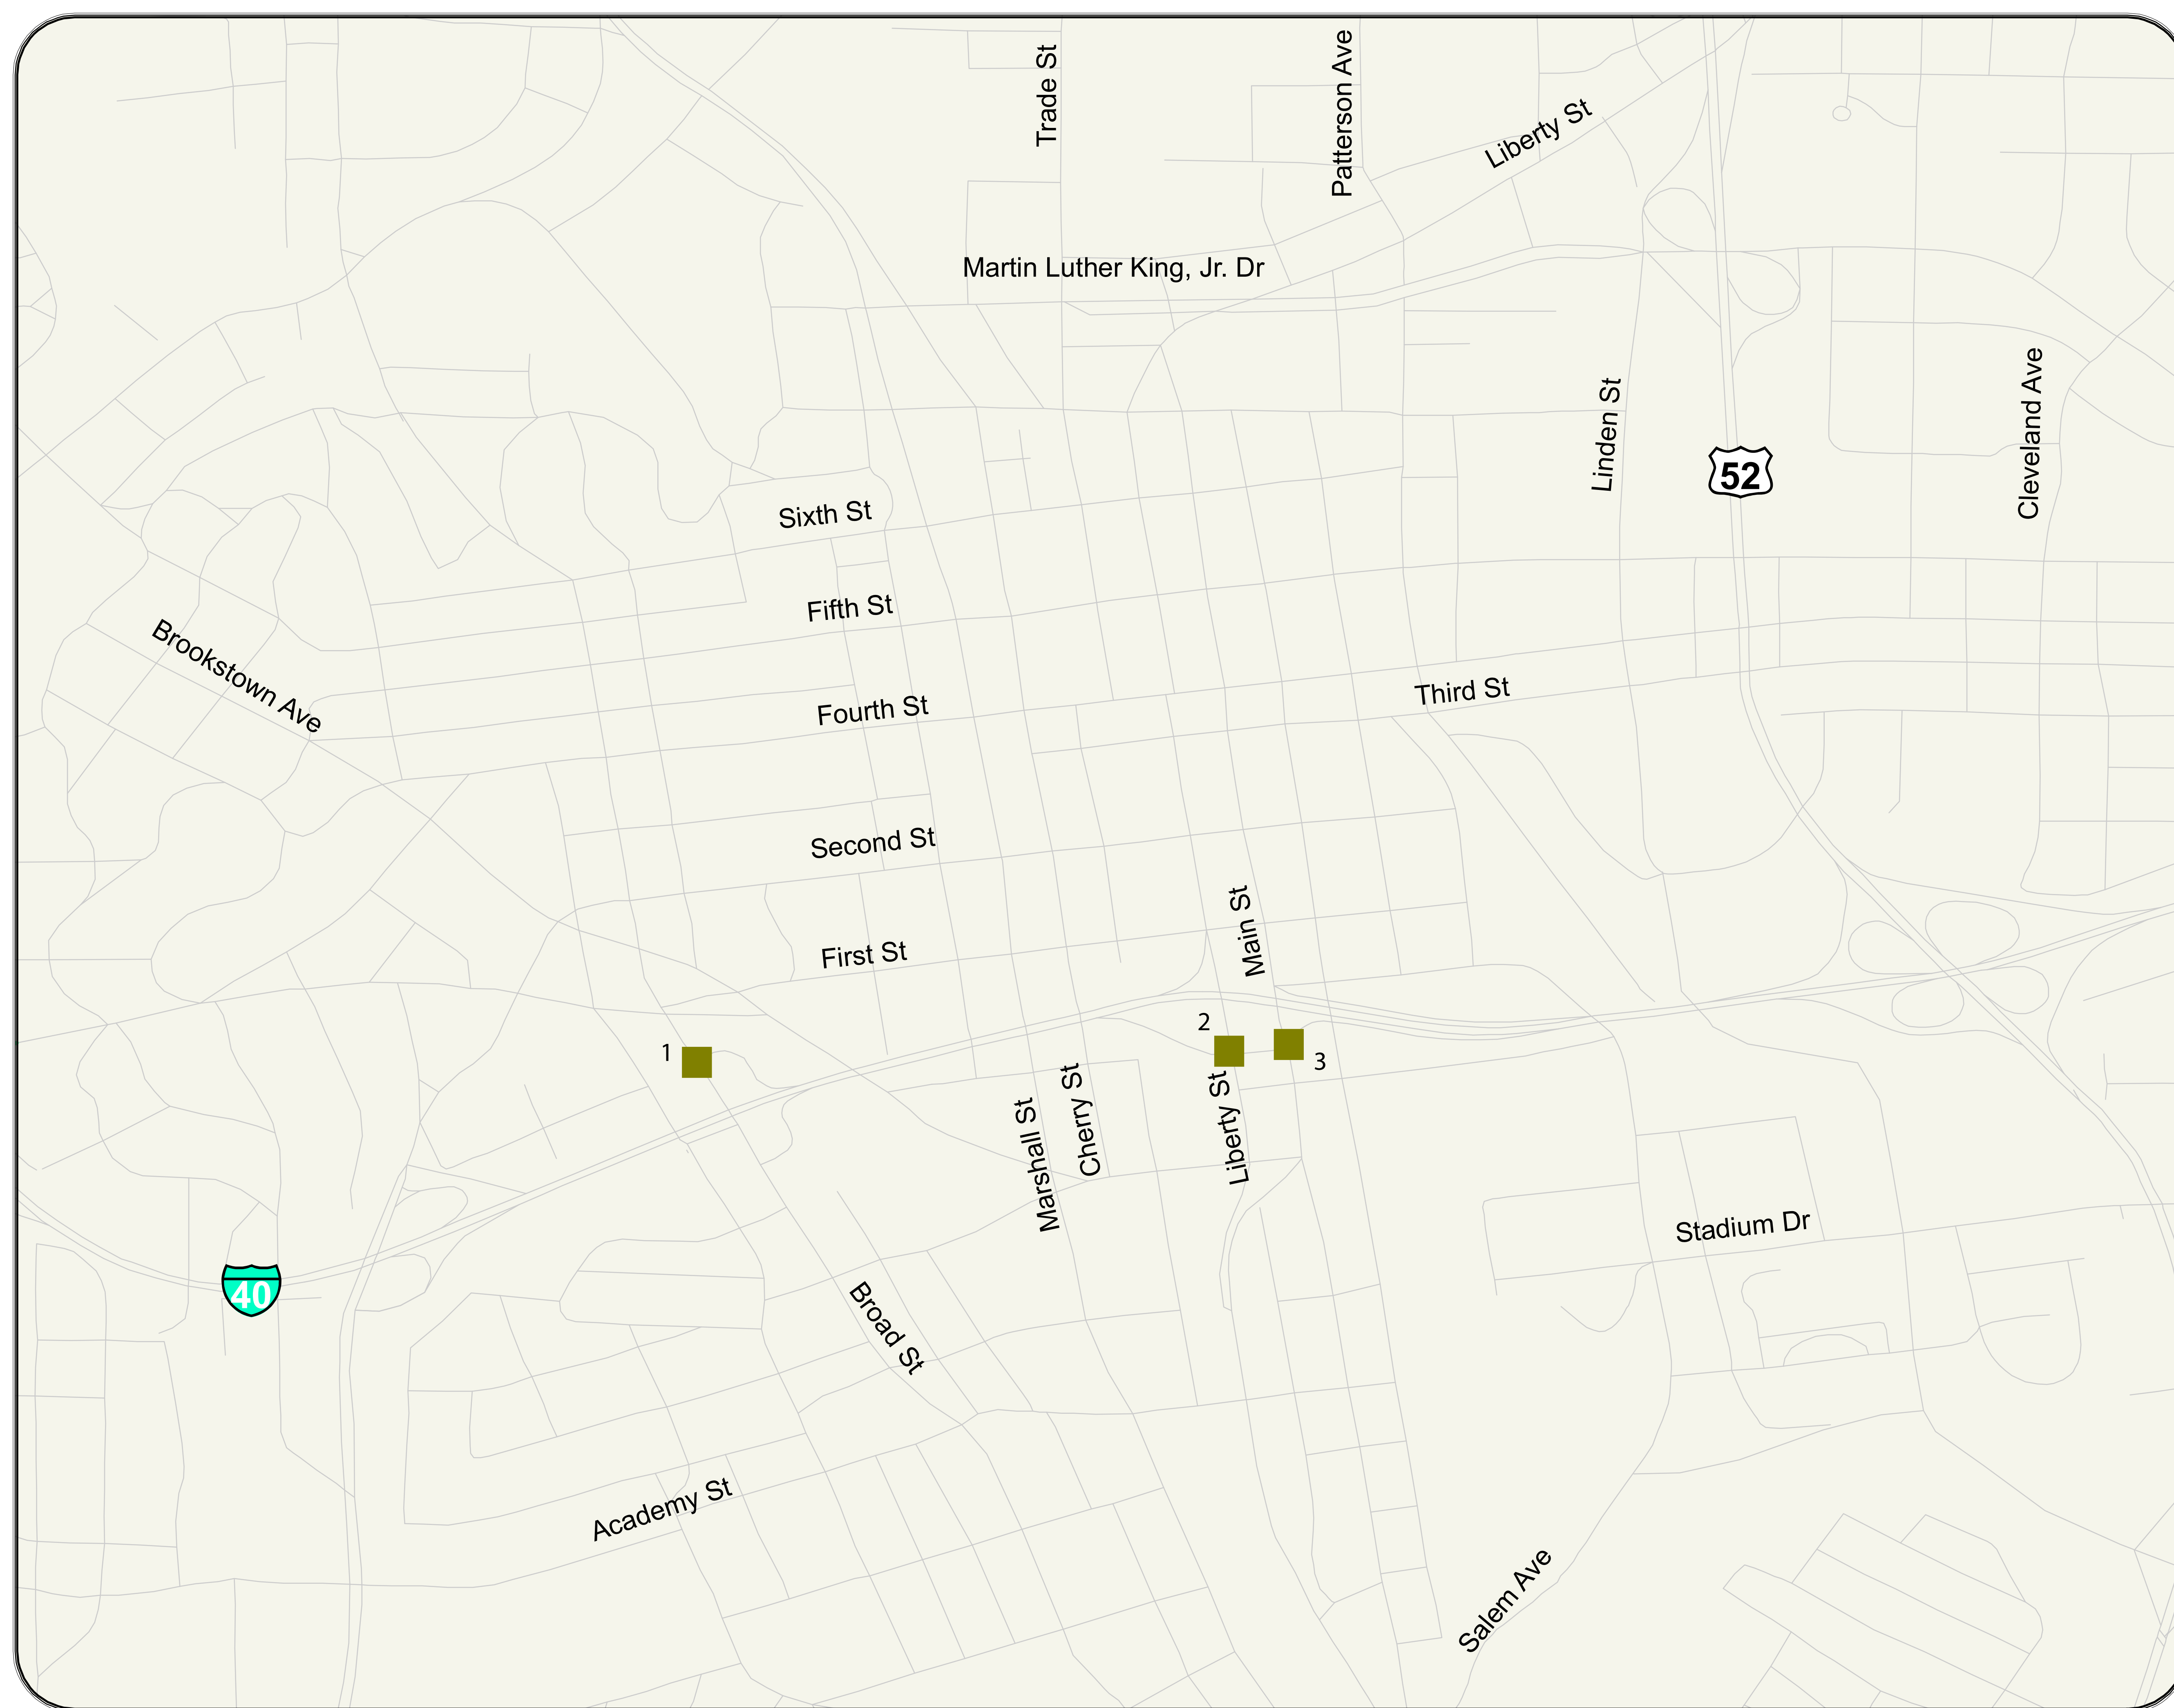 Trade St
Patterson Ave
Liberty St
Martin Luther King, Jr. Dr
Linden St
52
Cleveland Ave
Sixth St
Fifth St
Brookstown Ave
Fourth St
Third St
Second St
Main St
First St
1
2
3
Marshall St
Cherry St
Liberty St
Stadium Dr
40
Broad St
Academy St
Salem Ave